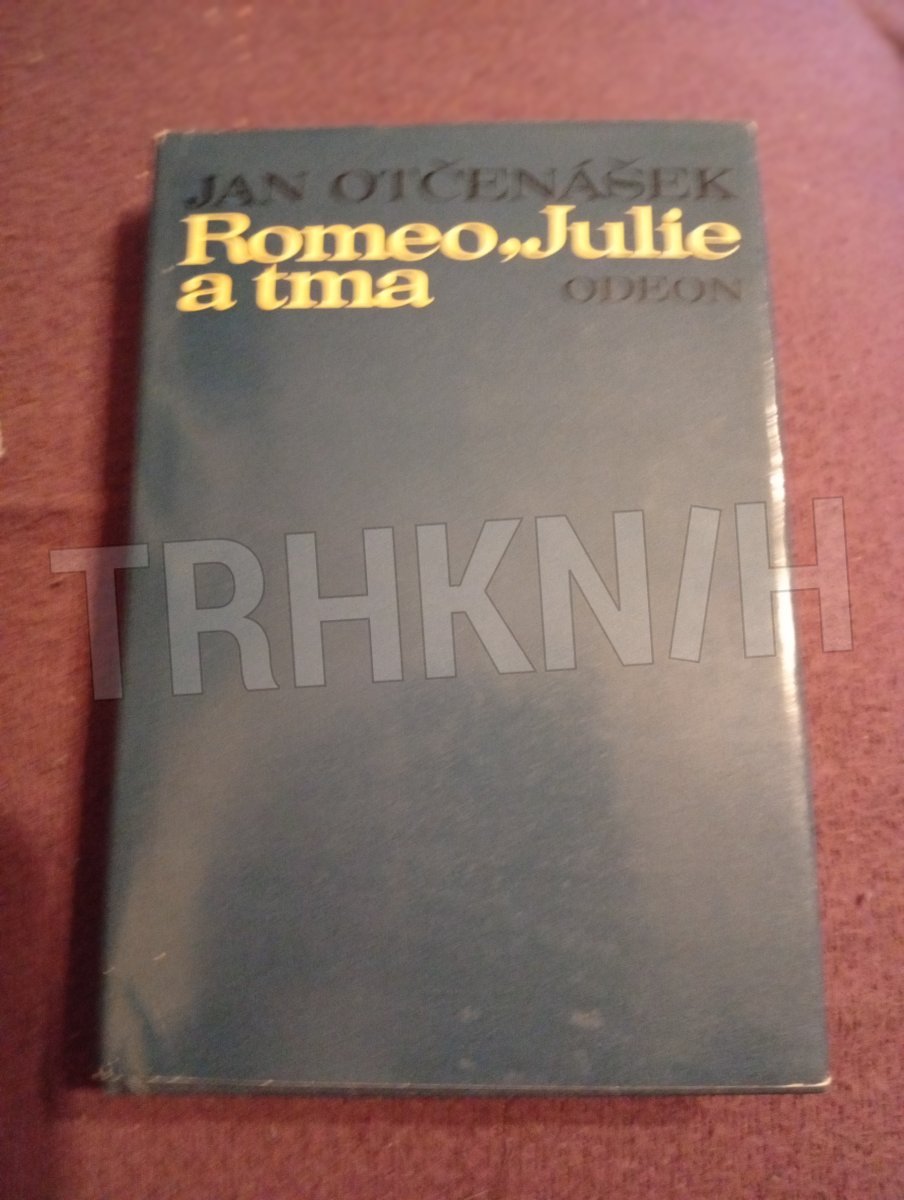 JAN OTČENÁŠEK
Romeo, Julie
a tma
ODEON
TRHKNIH